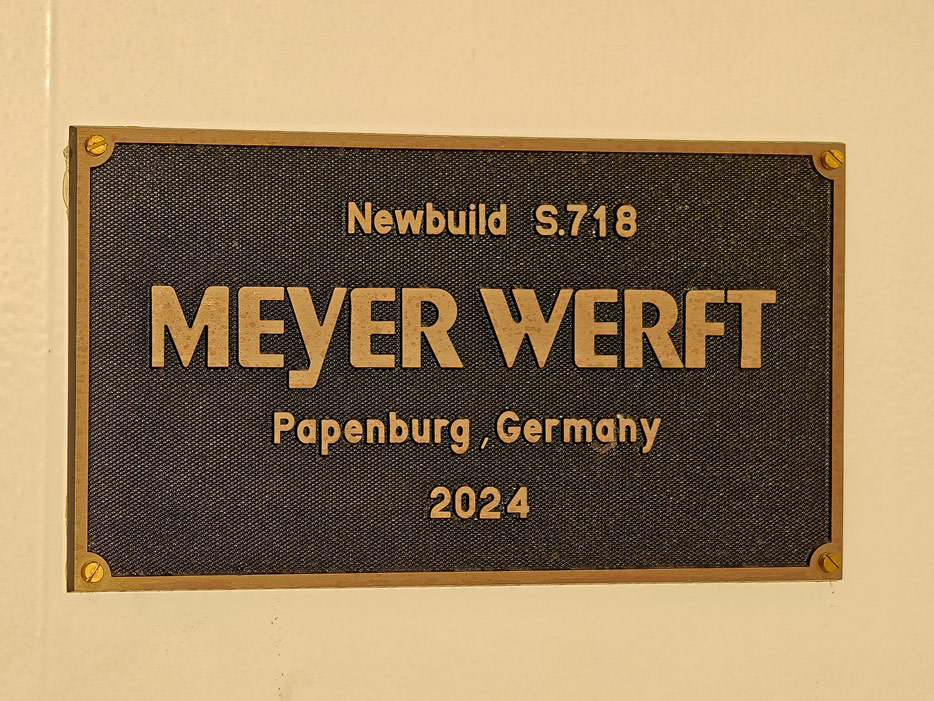 Newbuild S.718
MEYER WERFT
Papenburg, Germany
2024